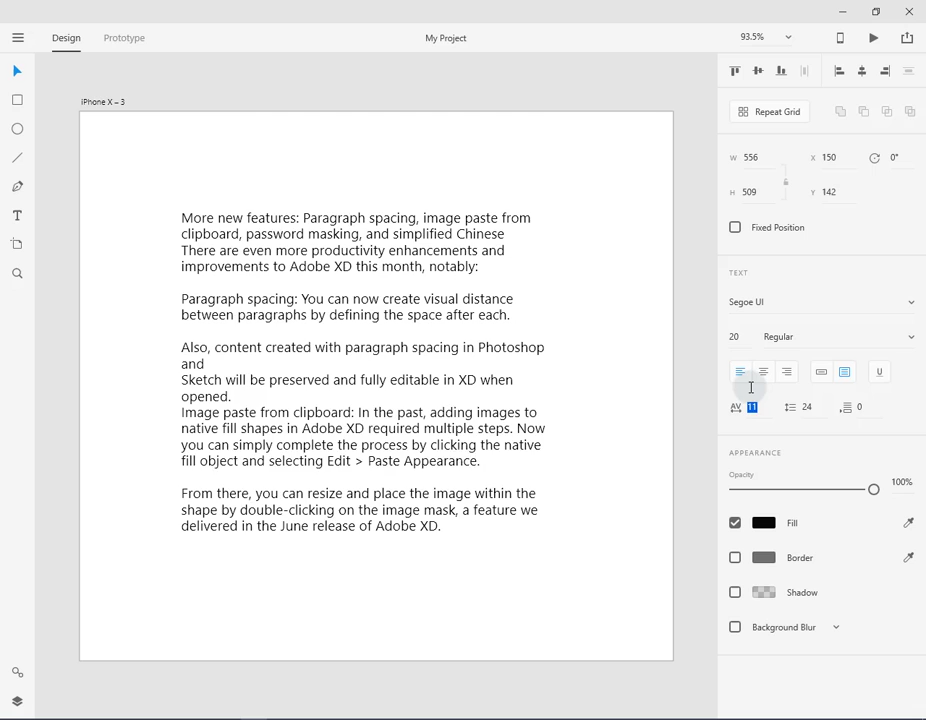 Design
Prototype
My Project
93.5%
iPhone X – 3
More new features: Paragraph spacing, image paste from
clipboard, password masking, and simplified Chinese
There are even more productivity enhancements and
improvements to Adobe XD this month, notably:
Paragraph spacing: You can now create visual distance
between paragraphs by defining the space after each.
Also, content created with paragraph spacing in Photoshop
and
Sketch will be preserved and fully editable in XD when
opened.
Image paste from clipboard: In the past, adding images to
native fill shapes in Adobe XD required multiple steps. Now
you can simply complete the process by clicking the native
fill object and selecting Edit > Paste Appearance.
From there, you can resize and place the image within the
shape by double-clicking on the image mask, a feature we
delivered in the June release of Adobe XD.
Repeat Grid
W 556 X 150 0°
H 509 Y 142
Fixed Position
TEXT
Segoe UI
20 Regular
U
AV 11 24 0
APPEARANCE
Opacity
100%
Fill
Border
Shadow
Background Blur